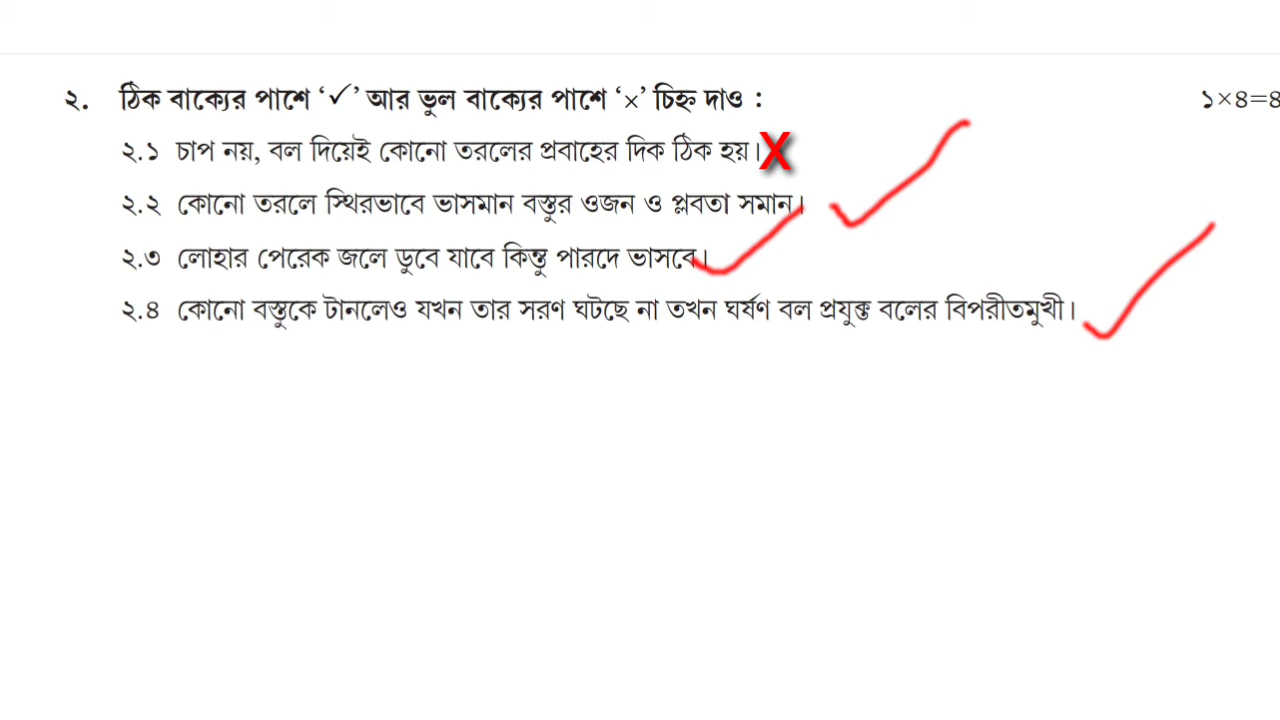 ২. ঠিক বাক্যের পাশে ‘✓’ আর ভুল বাক্যের পাশে ‘×’ চিহ্ন দাও : ১×৪=৪
২.১ চাপ নয়, বল দিয়েই কোনো তরলের প্রবাহের দিক ঠিক হয়। X
২.২ কোনো তরলে স্থিরভাবে ভাসমান বস্তুর ওজন ও প্লবতা সমান। ✓
২.৩ লোহার পেরেক জলে ডুবে যাবে কিন্তু পারদে ভাসবে। ✓
২.৪ কোনো বস্তুকে টানলেও যখন তার সরণ ঘটছে না তখন ঘর্ষণ বল প্রযুক্ত বলের বিপরীতমুখী। ✓